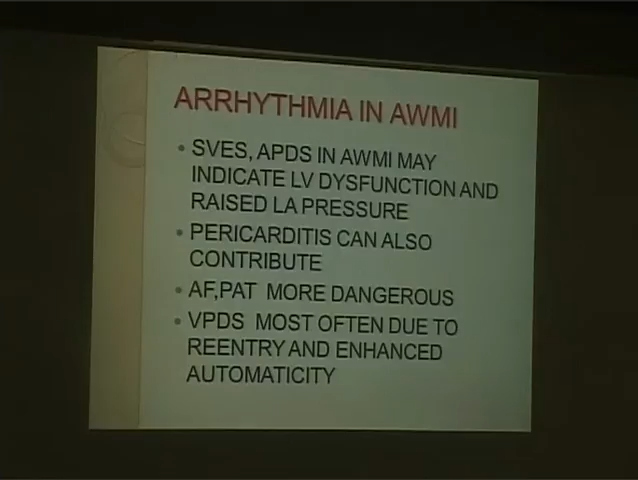 ARRHYTHMIA IN AWMI
• SVES, APDS IN AWMI MAY
INDICATE LV DYSFUNCTION AND
RAISED LA PRESSURE
• PERICARDITIS CAN ALSO
CONTRIBUTE
• AF,PAT MORE DANGEROUS
• VPDS MOST OFTEN DUE TO
REENTRY AND ENHANCED
AUTOMATICITY